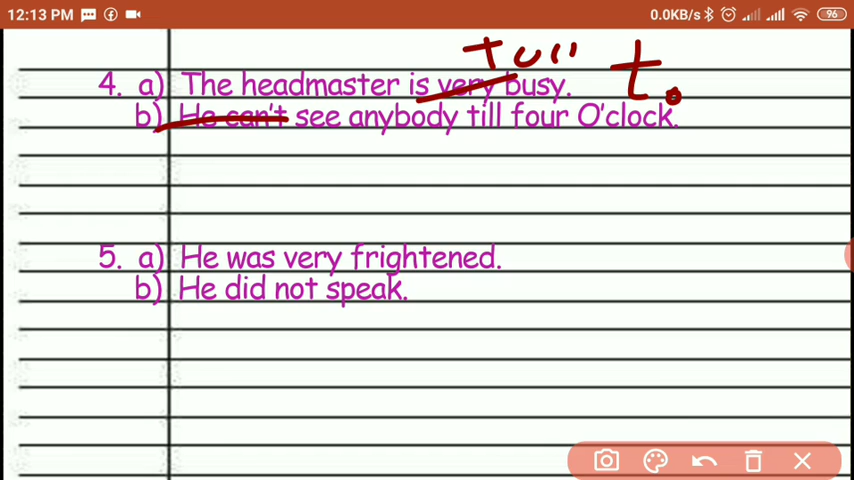 12:13 PM 0.0KB/s 96
too t.
4. a) The headmaster is very busy.
b) He can't see anybody till four O'clock.
5. a) He was very frightened.
b) He did not speak.